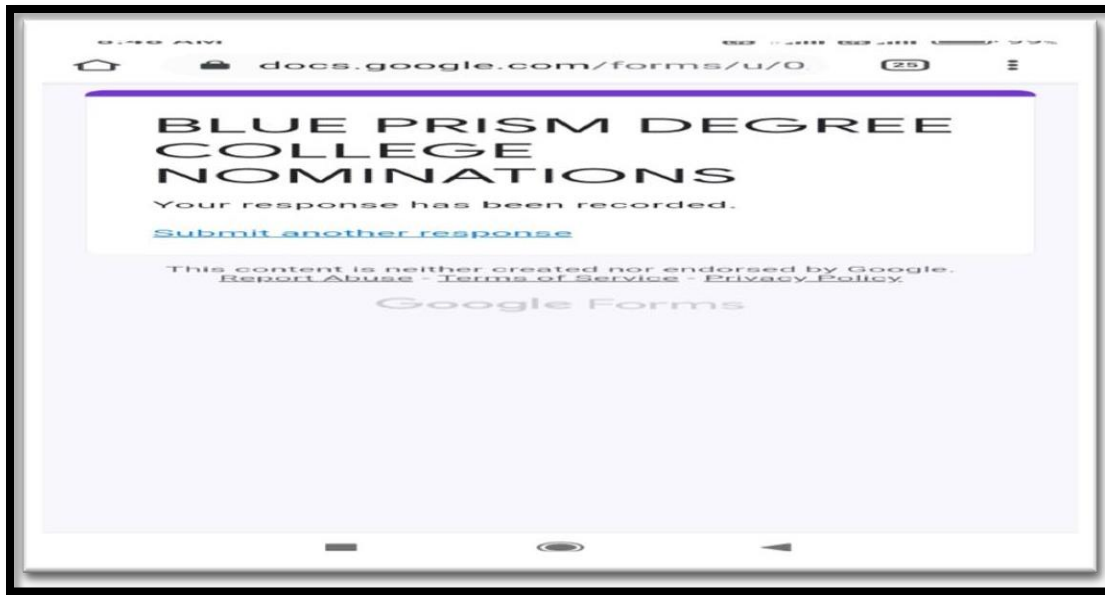 docs.google.com/forms/u/0
25
BLUE PRISM DEGREE
COLLEGE
NOMINATIONS
Your response has been recorded.
Submit another response
This content is neither created nor endorsed by Google.
Report Abuse - Terms of Service - Privacy Policy
Google Forms